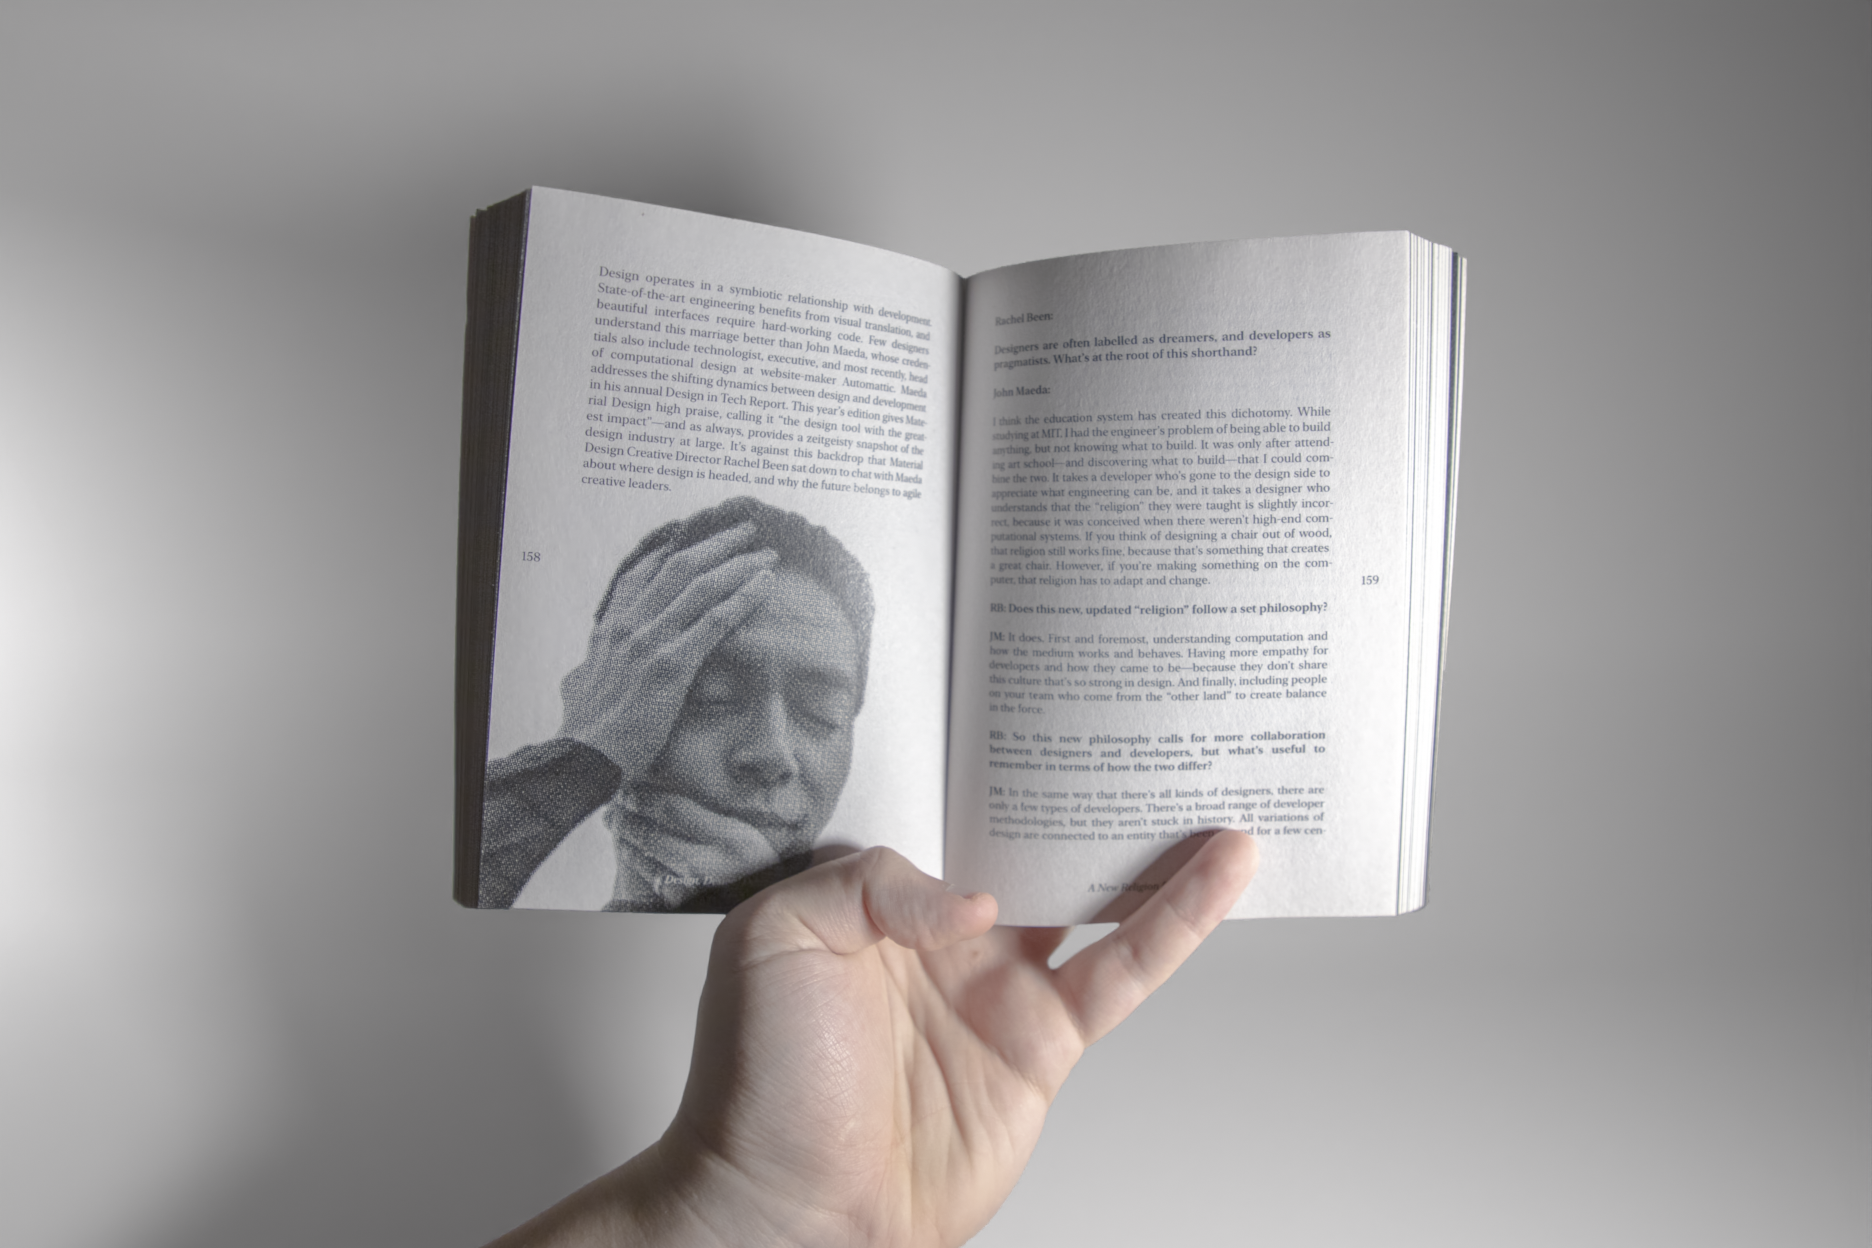 Design operates in a symbiotic relationship with development.
State-of-the-art engineering benefits from visual translation, and
beautiful interfaces require hard-working code. Few designers
understand this marriage better than John Maeda, whose creden-
tials also include technologist, executive, and most recently, head
of computational design at website-maker Automattic. Maeda
addresses the shifting dynamics between design and development
in his annual Design in Tech Report. This year's edition gives Mate-
rial Design high praise, calling it "the design tool with the great-
est impact"—and as always, provides a zeitgeisty snapshot of the
design industry at large. It's against this backdrop that Material
Design Creative Director Rachel Been sat down to chat with Maeda
about where design is headed, and why the future belongs to agile
creative leaders.
158
Design,
Rachel Been:
Designers are often labelled as dreamers, and developers as
pragmatists. What's at the root of this shorthand?
John Maeda:
I think the education system has created this dichotomy. While
studying at MIT, I had the engineer's problem of being able to build
anything, but not knowing what to build. It was only after attend-
ing art school—and discovering what to build—that I could com-
bine the two. It takes a developer who's gone to the design side to
appreciate what engineering can be, and it takes a designer who
understands that the "religion" they were taught is slightly incor-
rect, because it was conceived when there weren't high-end com-
putational systems. If you think of designing a chair out of wood,
that religion still works fine, because that's something that creates
a great chair. However, if you're making something on the com-
puter, that religion has to adapt and change.
159
RB: Does this new, updated "religion" follow a set philosophy?
JM: It does. First and foremost, understanding computation and
how the medium works and behaves. Having more empathy for
developers and how they came to be—because they don't share
this culture that's so strong in design. And finally, including people
on your team who come from the "other land" to create balance
in the force.
RB: So this new philosophy calls for more collaboration
between designers and developers, but what's useful to
remember in terms of how the two differ?
JM: In the same way that there's all kinds of designers, there are
only a few types of developers. There's a broad range of developer
methodologies, but they aren't stuck in history. All variations of
design are connected to an entity that's been for a few cen-
A New Religion